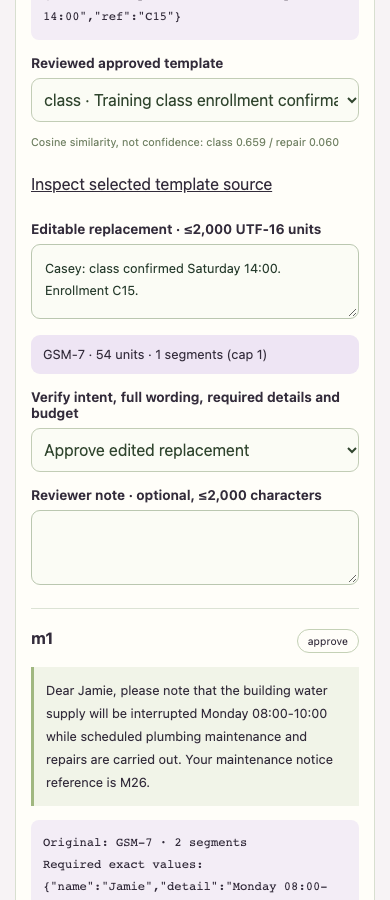 14:00","ref":"C15"}
Reviewed approved template
class · Training class enrollment confirma
Cosine similarity, not confidence: class 0.659 / repair 0.060
Inspect selected template source
Editable replacement · ≤2,000 UTF-16 units
Casey: class confirmed Saturday 14:00.
Enrollment C15.
GSM-7 · 54 units · 1 segments (cap 1)
Verify intent, full wording, required details and
budget
Approve edited replacement
Reviewer note · optional, ≤2,000 characters
m1
approve
Dear Jamie, please note that the building water
supply will be interrupted Monday 08:00-10:00
while scheduled plumbing maintenance and
repairs are carried out. Your maintenance notice
reference is M26.
Original: GSM-7 · 2 segments
Required exact values:
{"name":"Jamie","detail":"Monday 08:00-